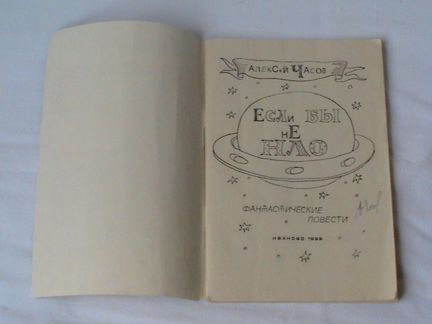 Алексей Часов
Если бы
не
НЛО
фантастические
повести
Иваново